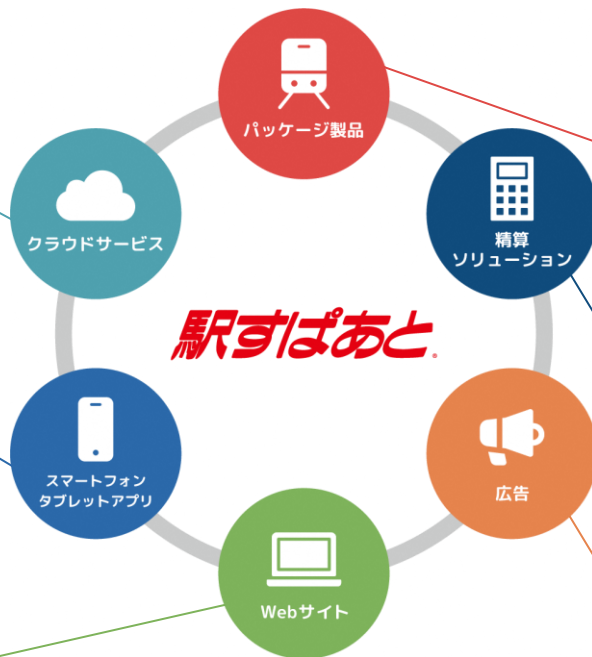 パッケージ製品
クラウドサービス
精算
ソリューション
駅すぱあと®
スマートフォン
タブレットアプリ
広告
Webサイト